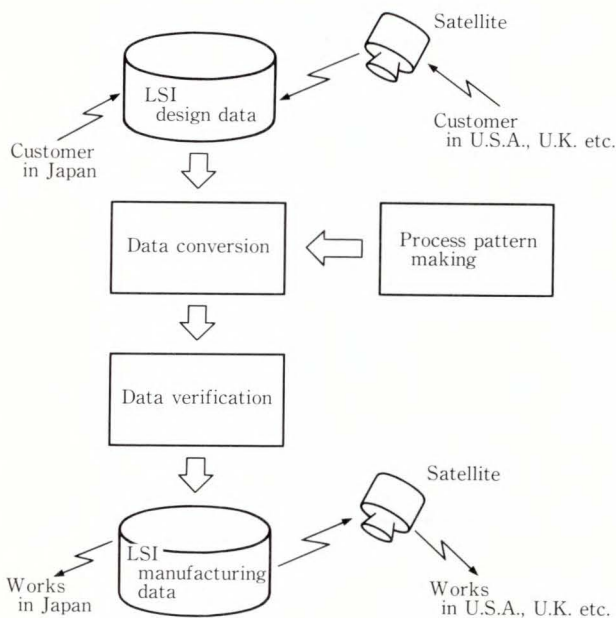 Satellite
LSI
design data
Customer
in Japan
Customer
in U.S.A., U.K. etc.
Data conversion
Process pattern
making
Data verification
Satellite
LSI
manufacturing
data
Works
in Japan
Works
in U.S.A., U.K. etc.